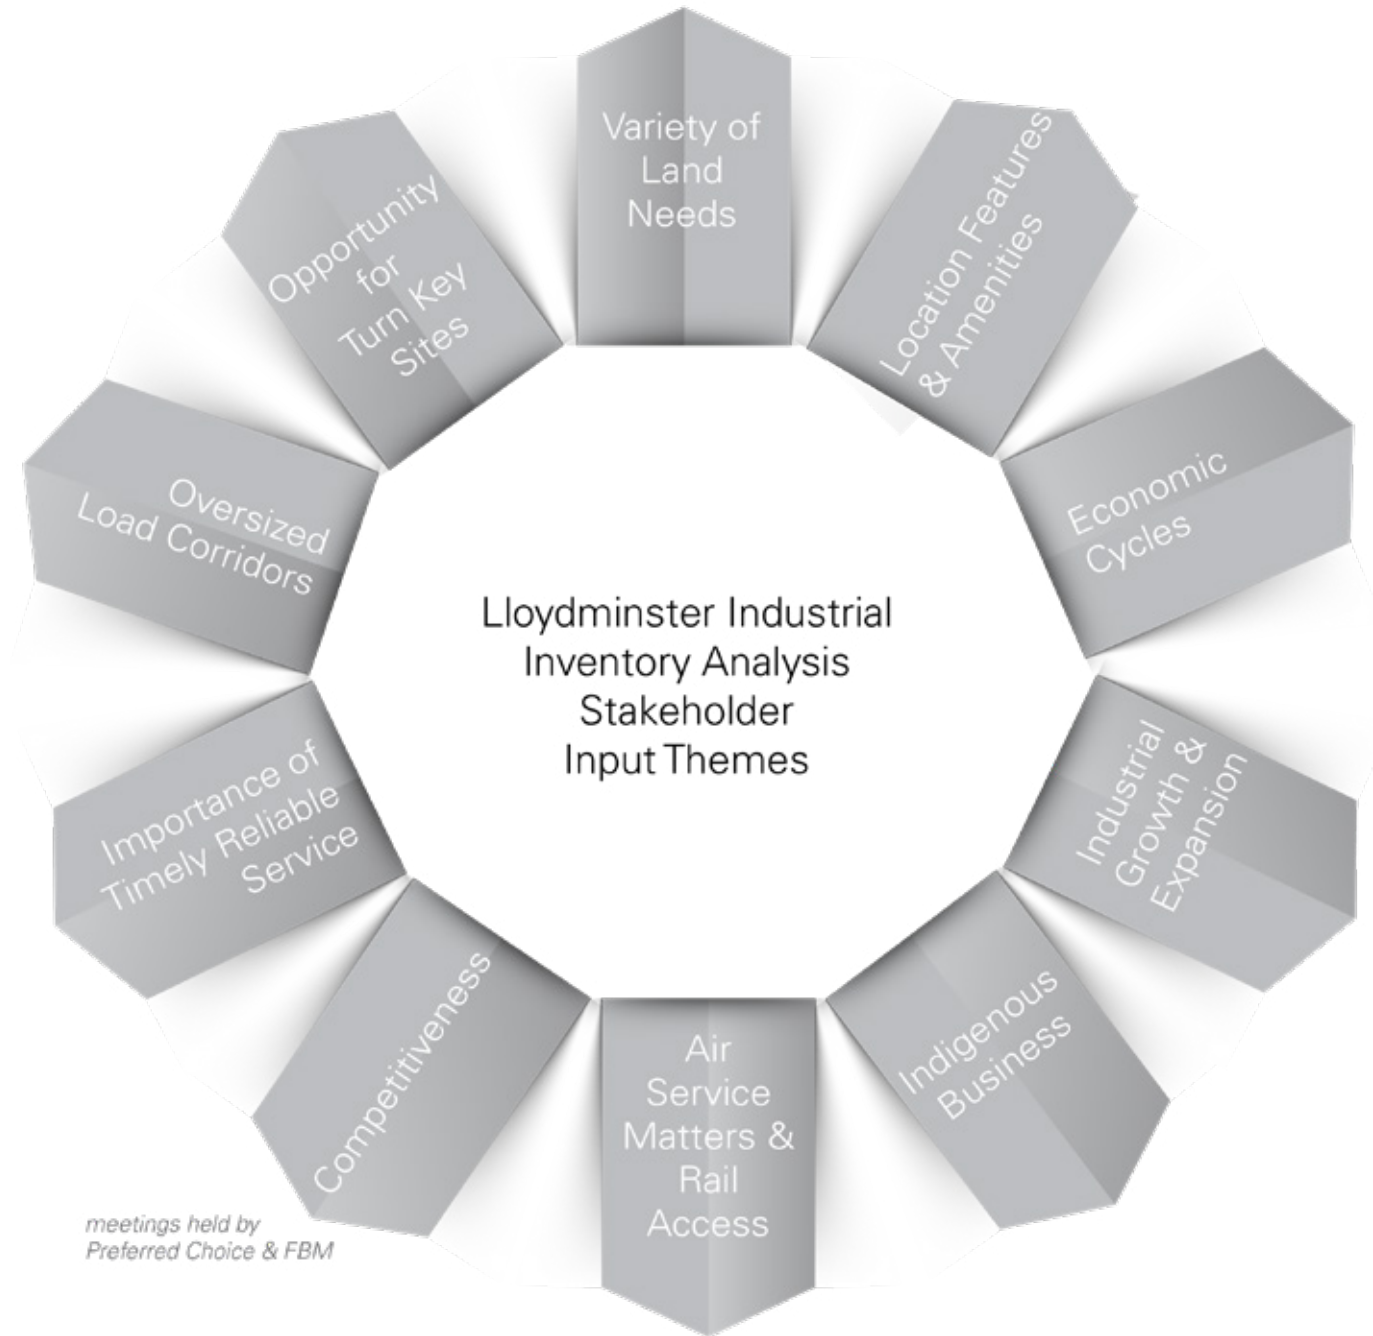 Variety of
Land
Needs
Location Features
& Amenities
Economic
Cycles
Industrial
Growth &
Expansion
Indigenous
Business
Air
Service
Matters &
Rail
Access
Competitiveness
Importance of
Timely Reliable
Service
Oversized
Load Corridors
Opportunity
for
Turn Key
Sites
Lloydminster Industrial
Inventory Analysis
Stakeholder
Input Themes
meetings held by
Preferred Choice & FBM